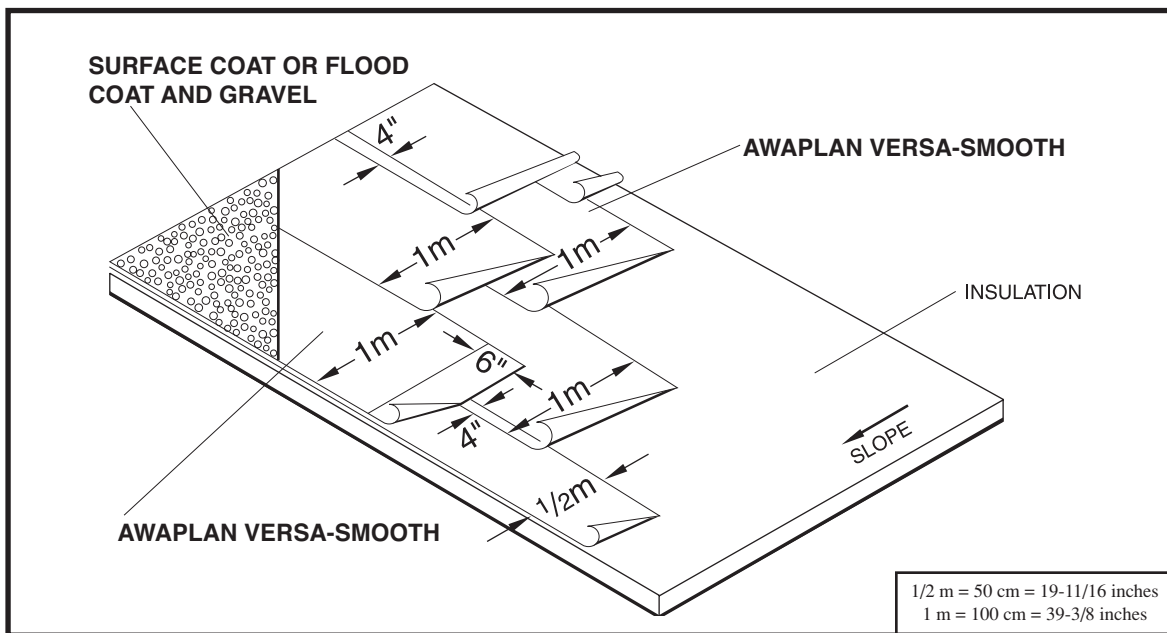 SURFACE COAT OR FLOOD
COAT AND GRAVEL
4"
AWAPLAN VERSA-SMOOTH
1m
1m
INSULATION
1m
6"
1m
4"
SLOPE
1/2m
AWAPLAN VERSA-SMOOTH
1/2 m = 50 cm = 19-11/16 inches
1 m = 100 cm = 39-3/8 inches